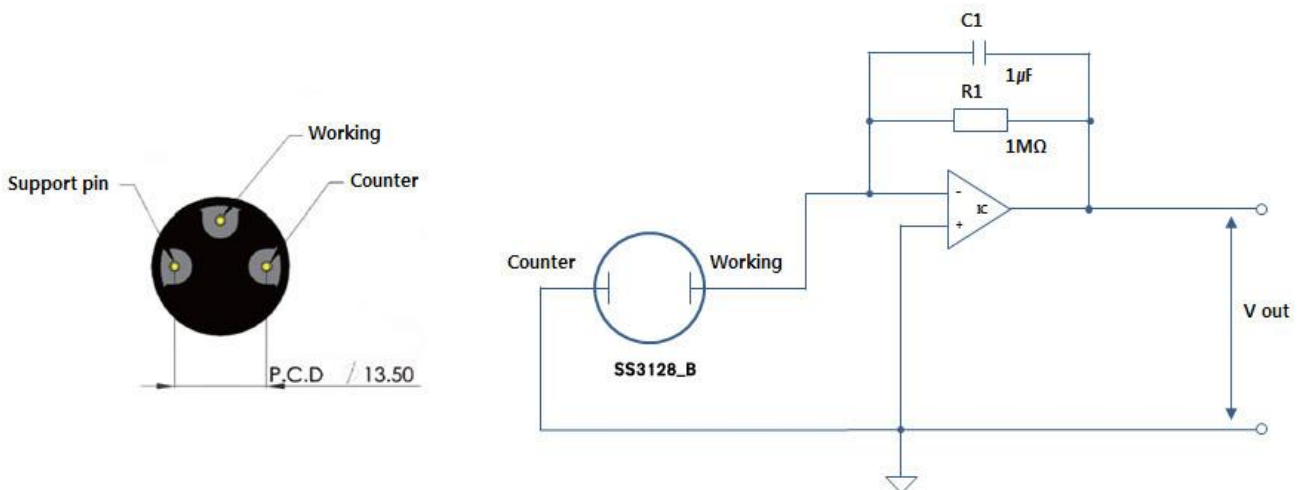 Working
Support pin
Counter
P.C.D / 13.50
C1
1㎌
R1
1MΩ
-
IC
+
Counter
Working
SS3128_B
V out